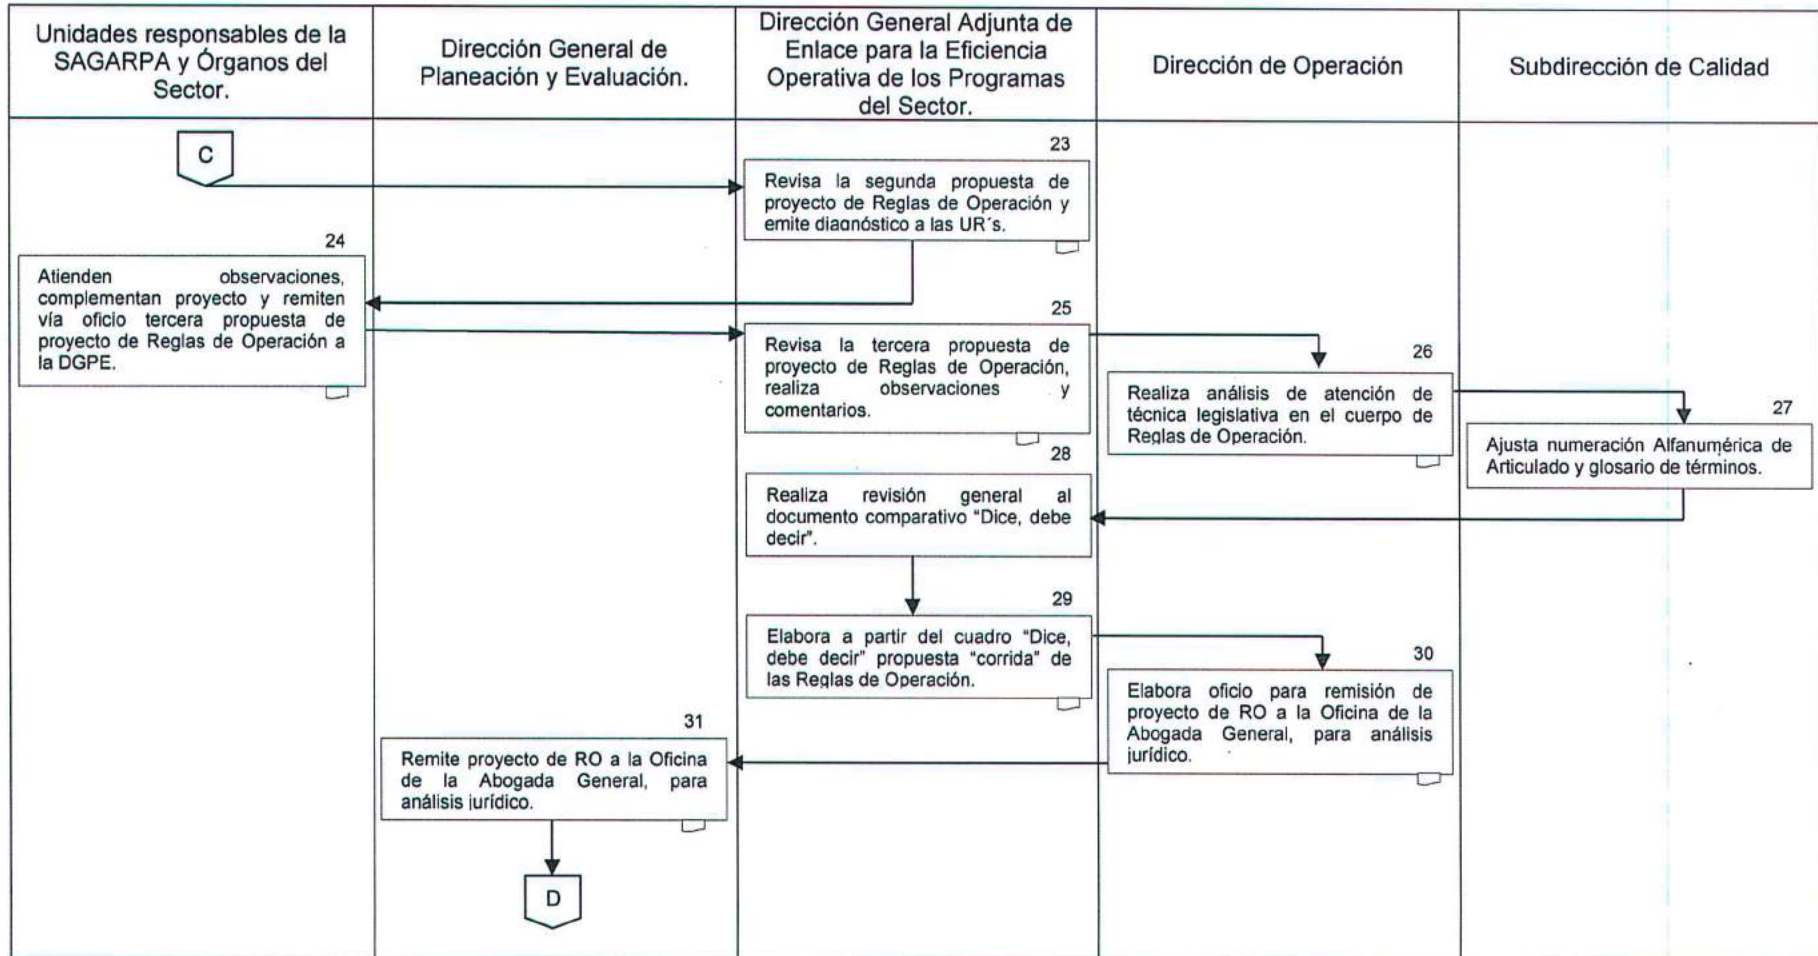 Unidades responsables de la
SAGARPA y Órganos del
Sector.
Dirección General de
Planeación y Evaluación.
Dirección General Adjunta de
Enlace para la Eficiencia
Operativa de los Programas
del Sector.
Dirección de Operación
Subdirección de Calidad
C
23
Revisa la segunda propuesta de
proyecto de Reglas de Operación y
emite diagnóstico a las UR´s.
24
Atienden observaciones,
complementan proyecto y remiten
vía oficio tercera propuesta de
proyecto de Reglas de Operación a
la DGPE.
25
Revisa la tercera propuesta de
proyecto de Reglas de Operación,
realiza observaciones y
comentarios.
26
Realiza análisis de atención de
técnica legislativa en el cuerpo de
Reglas de Operación.
27
Ajusta numeración Alfanumérica de
Articulado y glosario de términos.
28
Realiza revisión general al
documento comparativo "Dice, debe
decir".
29
Elabora a partir del cuadro "Dice,
debe decir" propuesta "corrida" de
las Reglas de Operación.
30
Elabora oficio para remisión de
proyecto de RO a la Oficina de la
Abogada General, para análisis
jurídico.
31
Remite proyecto de RO a la Oficina
de la Abogada General, para
análisis jurídico.
D